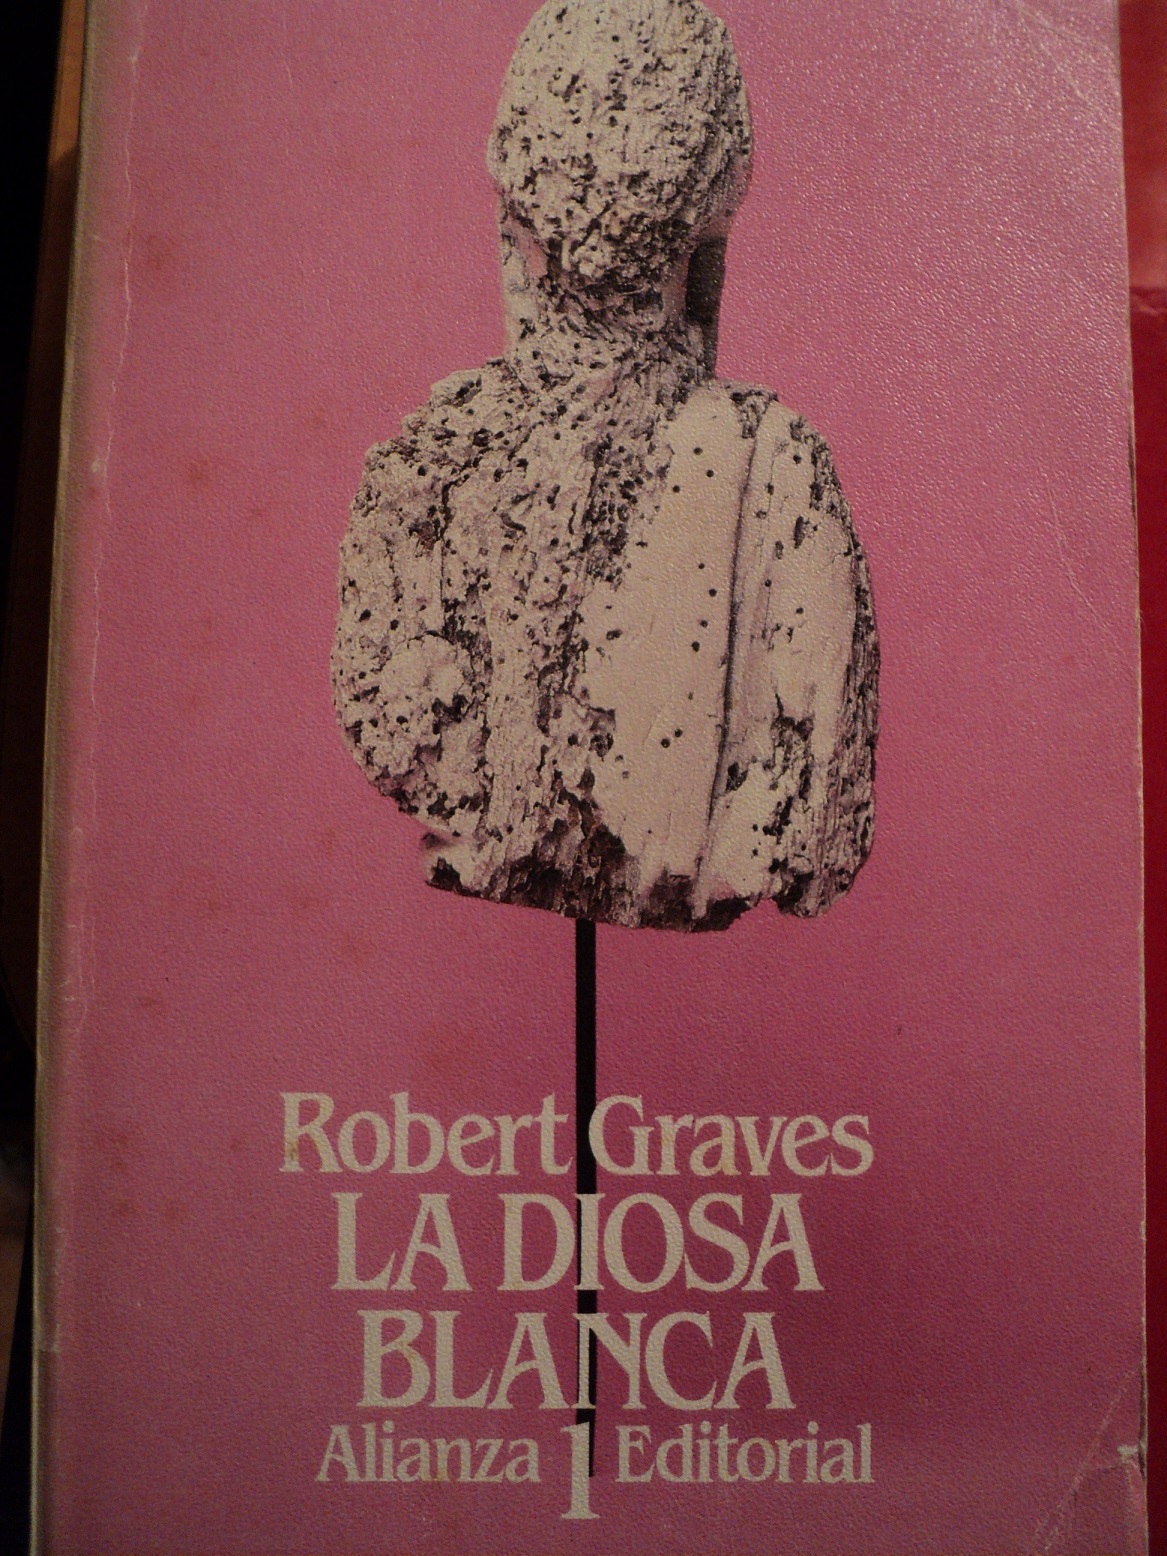 Robert Graves
LA DIOSA
BLANCA
Alianza 1 Editorial